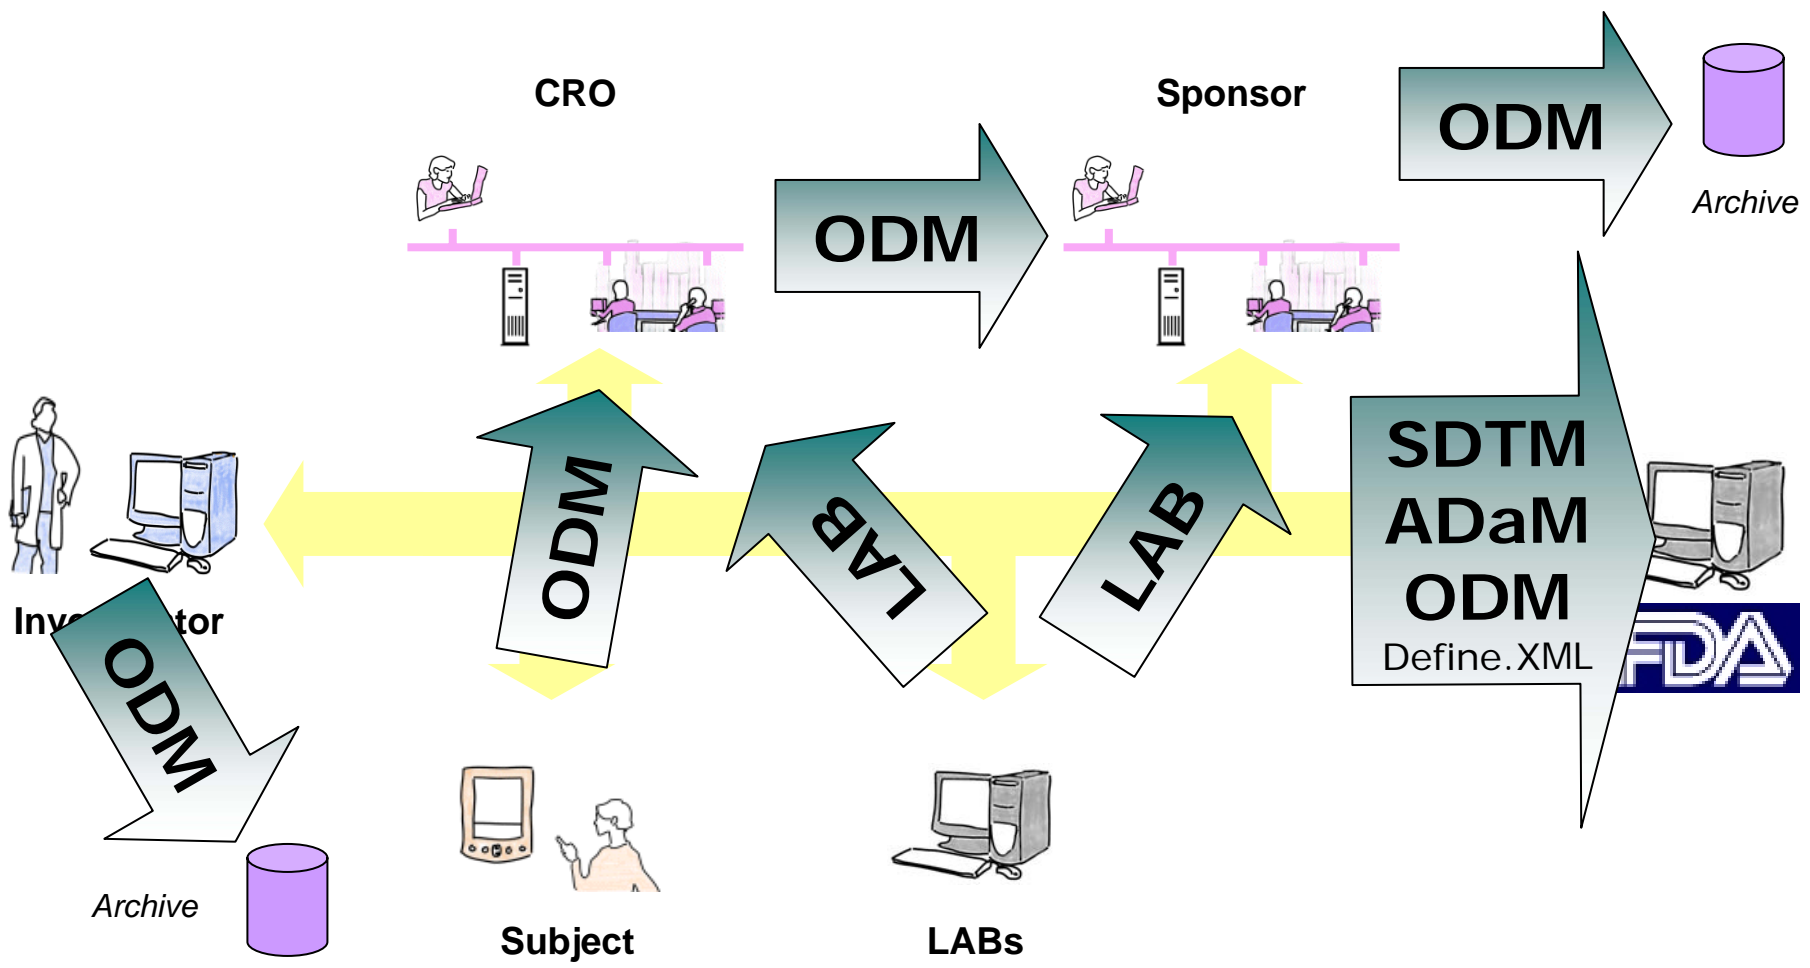 CRO
Sponsor
ODM
Archive
ODM
ODM
LAB
LAB
SDTM
ADaM
ODM
Define.XML
FDA
ODM
Archive
Subject
LABs